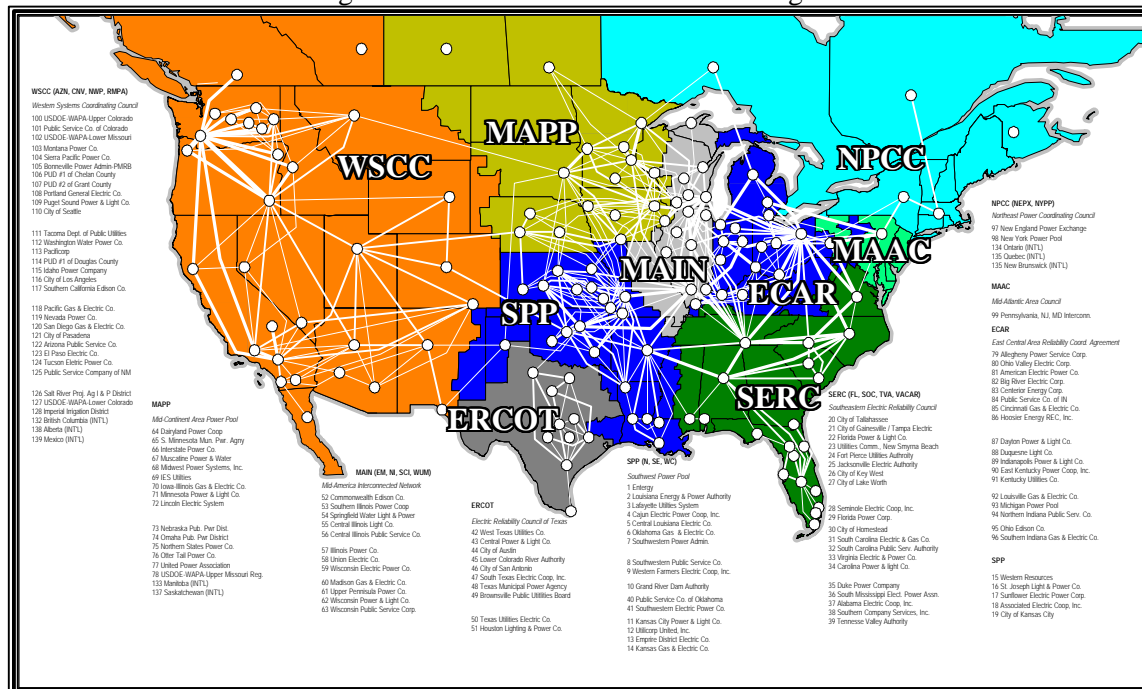 WSCC
MAPP
NPCC
MAIN
MAAC
ECAR
SPP
SERC
ERCOT
WSCC (AZN, CNV, NWP, RMPA)
Western Systems Coordinating Council
100 USDOE-WAPA-Upper Colorado
101 Public Service Co. of Colorado
102 USDOE-WAPA-Lower Missouri
103 Montana Power Co.
104 Sierra Pacific Power Co.
105 Bonneville Power Admin-PMRB
106 PUD #1 of Chelan County
107 PUD #2 of Grant County
108 Portland General Electric Co.
109 Puget Sound Power & Light Co.
110 City of Seattle
111 Tacoma Dept. of Public Utilities
112 Washington Water Power Co.
113 Pacificorp
114 PUD #1 of Douglas County
115 Idaho Power Company
116 City of Los Angeles
117 Southern California Edison Co.
118 Pacific Gas & Electric Co.
119 Nevada Power Co.
120 San Diego Gas & Electric Co.
121 City of Pasadena
122 Arizona Public Service Co.
123 El Paso Electric Co.
124 Tucson Eletric Power Co.
125 Public Service Company of NM
126 Salt River Proj. Ag I & P District
127 USDOE-WAPA-Lower Colorado
128 Imperial Irrigation District
132 British Columbia (INT'L)
138 Alberta (INT'L)
139 Mexico (INT'L)
MAPP
Mid-Continent Area Power Pool
64 Dairyland Power Coop
65 S. Minnesota Mun. Pwr. Agny
66 Interstate Power Co.
67 Muscatine Power & Water
68 Midwest Power Systems, Inc.
69 IES Utilities
70 Iowa-Illinois Gas & Electric Co.
71 Minnesota Power & Light Co.
72 Lincoln Electric System
73 Nebraska Pub. Pwr Dist.
74 Omaha Pub. Pwr District
75 Northern States Power Co.
76 Otter Tail Power Co.
77 United Power Association
78 USDOE-WAPA-Upper Missouri Reg.
133 Manitoba (INT'L)
137 Saskatchewan (INT'L)
MAIN (EM, NI, SCI, WUM)
Mid-America Interconnected Network
52 Commonwealth Edison Co.
53 Southern Illinois Power Coop
54 Springfield Water Light & Power
55 Central Illinois Light Co.
56 Central Illinois Public Service Co.
57 Illinois Power Co.
58 Union Electric Co.
59 Wisconsin Electric Power Co.
60 Madison Gas & Electric Co.
61 Upper Pennisula Power Co.
62 Wisconsin Power & Light Co.
63 Wisconsin Public Service Corp.
ERCOT
Electric Reliability Council of Texas
42 West Texas Utilities Co.
43 Central Power & Light Co.
44 City of Austin
45 Lower Colorado River Authority
46 City of San Antonio
47 South Texas Electric Coop, Inc.
48 Texas Municipal Power Agency
49 Brownsville Public Utilities Board
50 Texas Utilities Electric Co.
51 Houston Lighting & Power Co.
SPP (N, SE, WC)
Southwest Power Pool
1 Entergy
2 Louisiana Energy & Power Authority
3 Lafayette Utilties System
4 Cajun Electric Power Coop, Inc.
5 Central Louisiana Electric Co.
6 Oklahoma Gas & Electric Co.
7 Southwestern Power Admin.
8 Southwestern Public Service Co.
9 Western Farmers Electric Coop, Inc.
10 Grand River Dam Authority
40 Public Service Co. of Oklahoma
41 Southwestern Electric Power Co.
11 Kansas City Power & Light Co.
12 Utilicorp United, Inc.
13 Empire District Electric Co.
14 Kansas Gas & Electric Co.
SERC (FL, SOC, TVA, VACAR)
Southeastern Electric Reliability Council
20 City of Tallahassee
21 City of Gainesville / Tampa Electric
22 Florida Power & Light Co.
23 Utilities Comm., New Smyrna Beach
24 Fort Pierce Utilities Authroity
25 Jacksonville Electric Authority
26 City of Key West
27 City of Lake Worth
28 Seminole Electric Coop, Inc.
29 Florida Power Corp.
30 City of Homestead
31 South Carolina Electric & Gas Co.
32 South Carolina Public Serv. Authority
33 Virginia Electric & Power Co.
34 Carolina Power & light Co.
35 Duke Power Company
36 South Mississippi Elect. Power Assn.
37 Alabama Electric Coop, Inc.
38 Southern Company Services, Inc.
39 Tennesse Valley Authority
NPCC (NEPX, NYPP)
Northeast Power Coordinating Council
97 New England Power Exchange
98 New York Power Pool
134 Ontario (INT'L)
135 Quebec (INT'L)
135 New Brunswick (INT'L)
MAAC
Mid-Atlantic Area Council
99 Pennsylvania, NJ, MD Interconn.
ECAR
East Central Area Reliability Coord. Agreement
79 Allegheny Power Service Corp.
80 Ohio Valley Electric Corp.
81 American Electric Power Co.
82 Big River Electric Corp.
83 Centerior Energy Corp.
84 Public Service Co. of IN
85 Cincinnati Gas & Electric Co.
86 Hoosier Energy REC, Inc.
87 Dayton Power & Light Co.
88 Duquesne Light Co.
89 Indianapolis Power & Light Co.
90 East Kentucky Power Coop, Inc.
91 Kentucky Utilities Co.
92 Louisville Gas & Electric Co.
93 Michigan Power Pool
94 Northern Indiana Public Serv. Co.
95 Ohio Edison Co.
96 Southern Indiana Gas & Electric Co.
SPP
15 Western Resources
16 St. Joseph Light & Power Co.
17 Sunflower Electric Power Corp.
18 Associated Electric Coop, Inc.
19 City of Kansas City